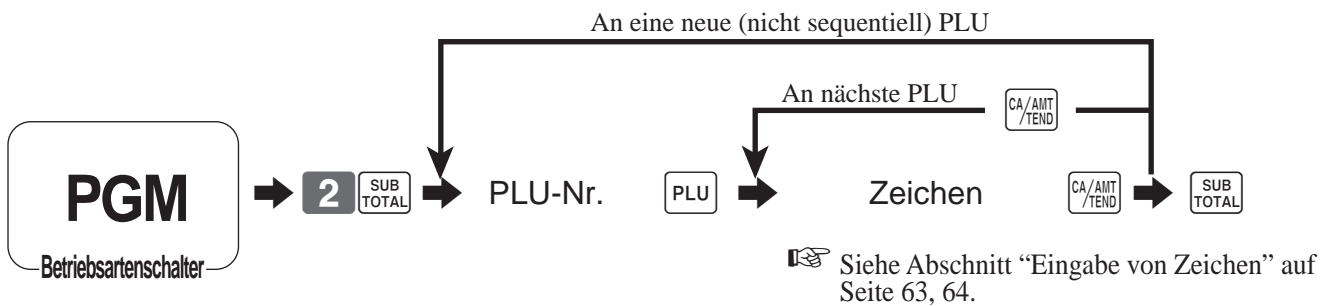 An eine neue (nicht sequentiell) PLU
An nächste PLU
CA/AMT
/TEND
PGM
2
SUB
TOTAL
PLU-Nr.
PLU
Zeichen
CA/AMT
/TEND
SUB
TOTAL
Betriebsartenschalter
Siehe Abschnitt “Eingabe von Zeichen” auf
Seite 63, 64.